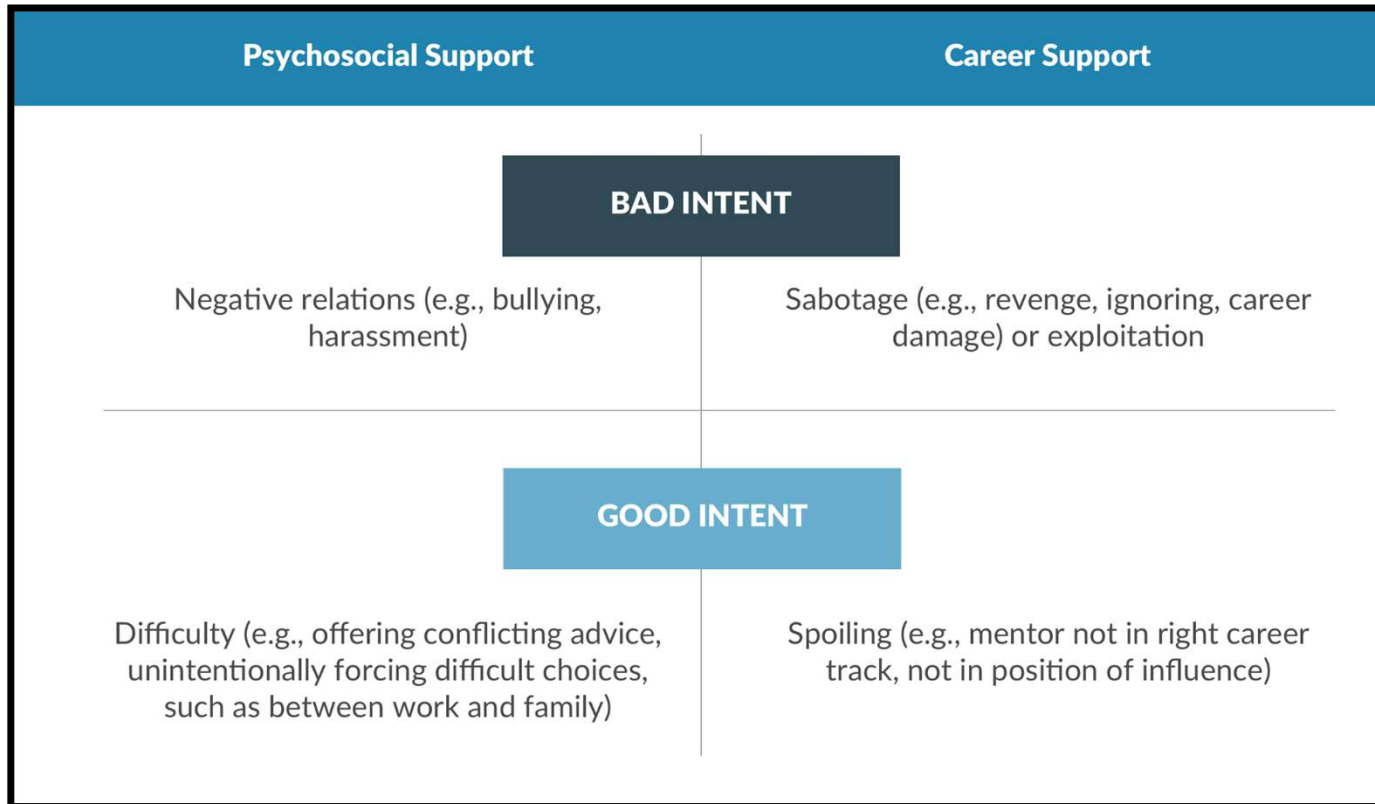 Psychosocial Support
Career Support
BAD INTENT
Negative relations (e.g., bullying,
harassment)
Sabotage (e.g., revenge, ignoring, career
damage) or exploitation
GOOD INTENT
Difficulty (e.g., offering conflicting advice,
unintentionally forcing difficult choices,
such as between work and family)
Spoiling (e.g., mentor not in right career
track, not in position of influence)